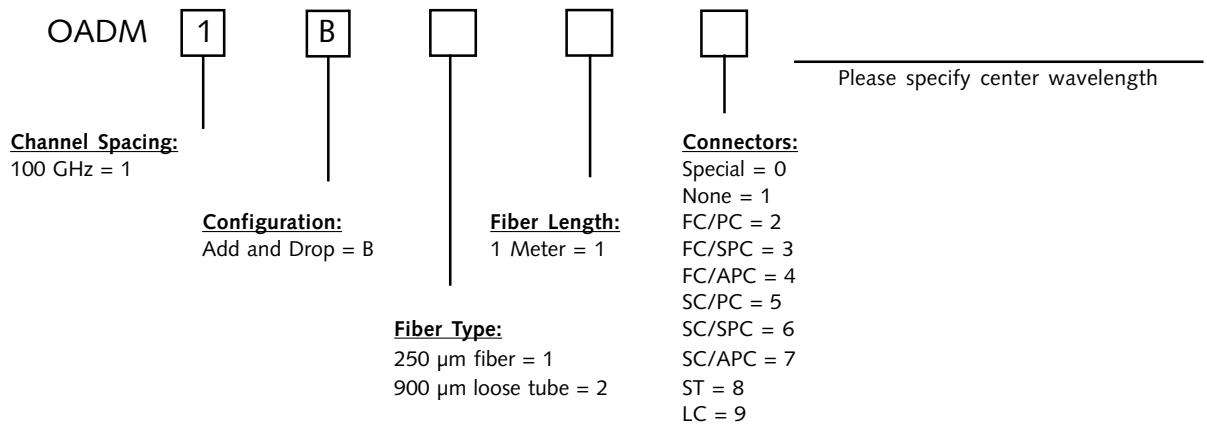 OADM 1 B
Please specify center wavelength
Channel Spacing:
100 GHz = 1
Configuration:
Add and Drop = B
Fiber Type:
250 µm fiber = 1
900 µm loose tube = 2
Fiber Length:
1 Meter = 1
Connectors:
Special = 0
None = 1
FC/PC = 2
FC/SPC = 3
FC/APC = 4
SC/PC = 5
SC/SPC = 6
SC/APC = 7
ST = 8
LC = 9